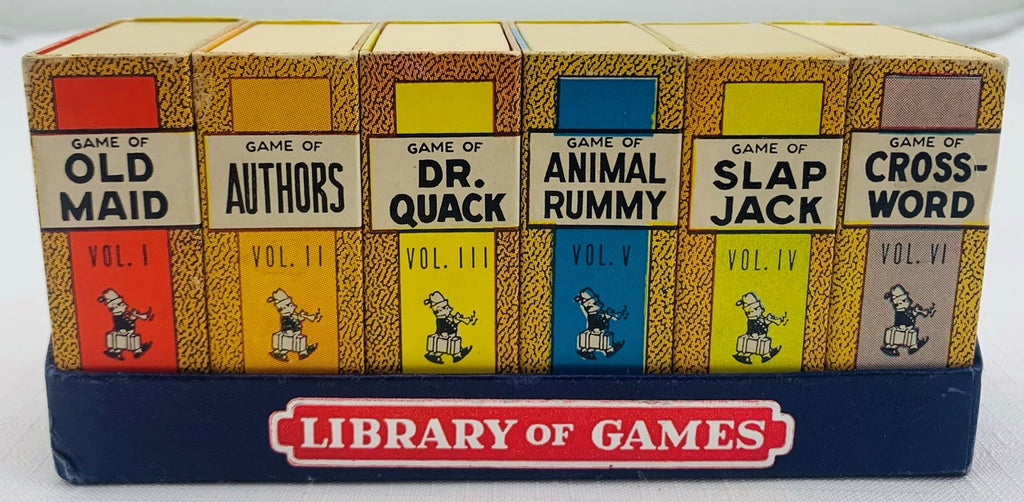 GAME OF
OLD
MAID
VOL. I
GAME OF
AUTHORS
VOL. II
GAME OF
DR.
QUACK
VOL. III
GAME OF
ANIMAL
RUMMY
VOL. V
GAME OF
SLAP
JACK
VOL. IV
GAME OF
CROSS-
WORD
VOL. VI
LIBRARY OF GAMES